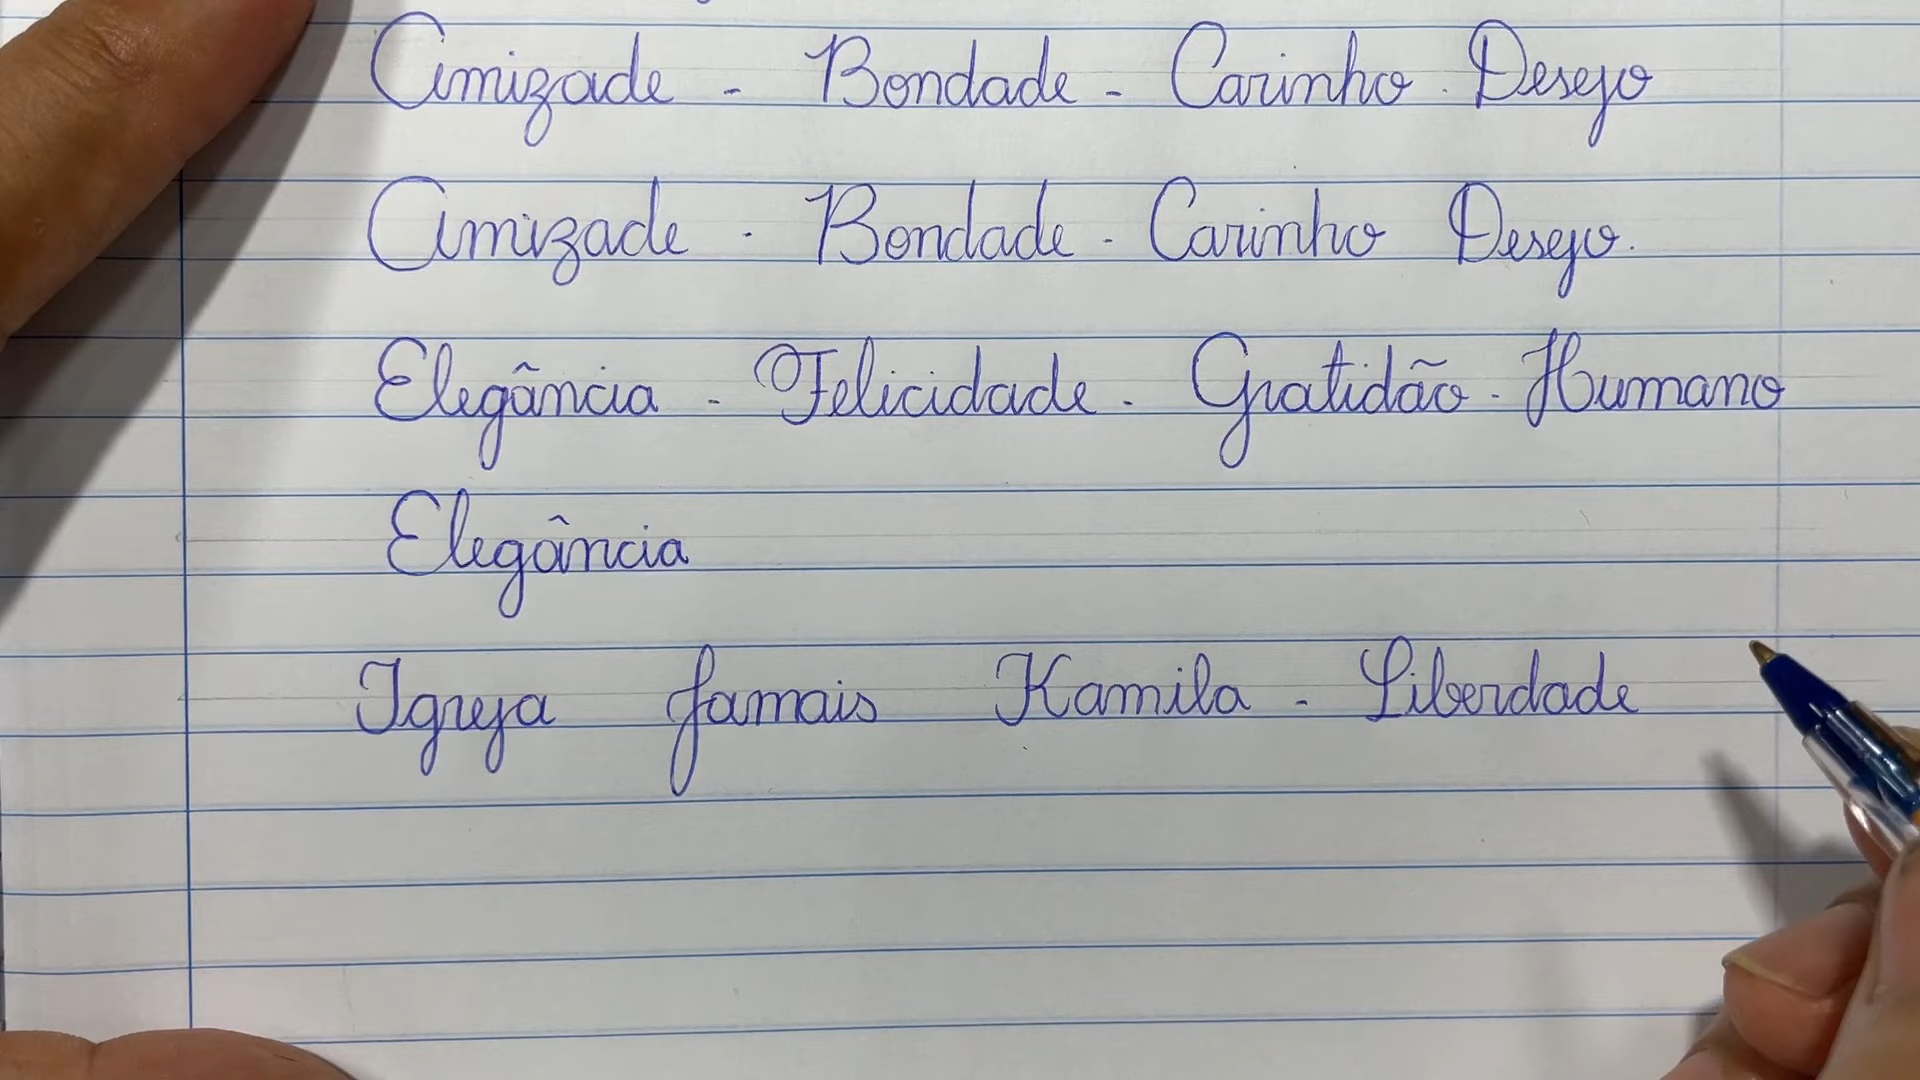 Amizade - Bondade - Carinho - Desejo
Amizade - Bondade - Carinho Desejo.
Elegância - Felicidade - Gratidão - Humano
Elegância
Igreja Jamais Kamila - Liberdade